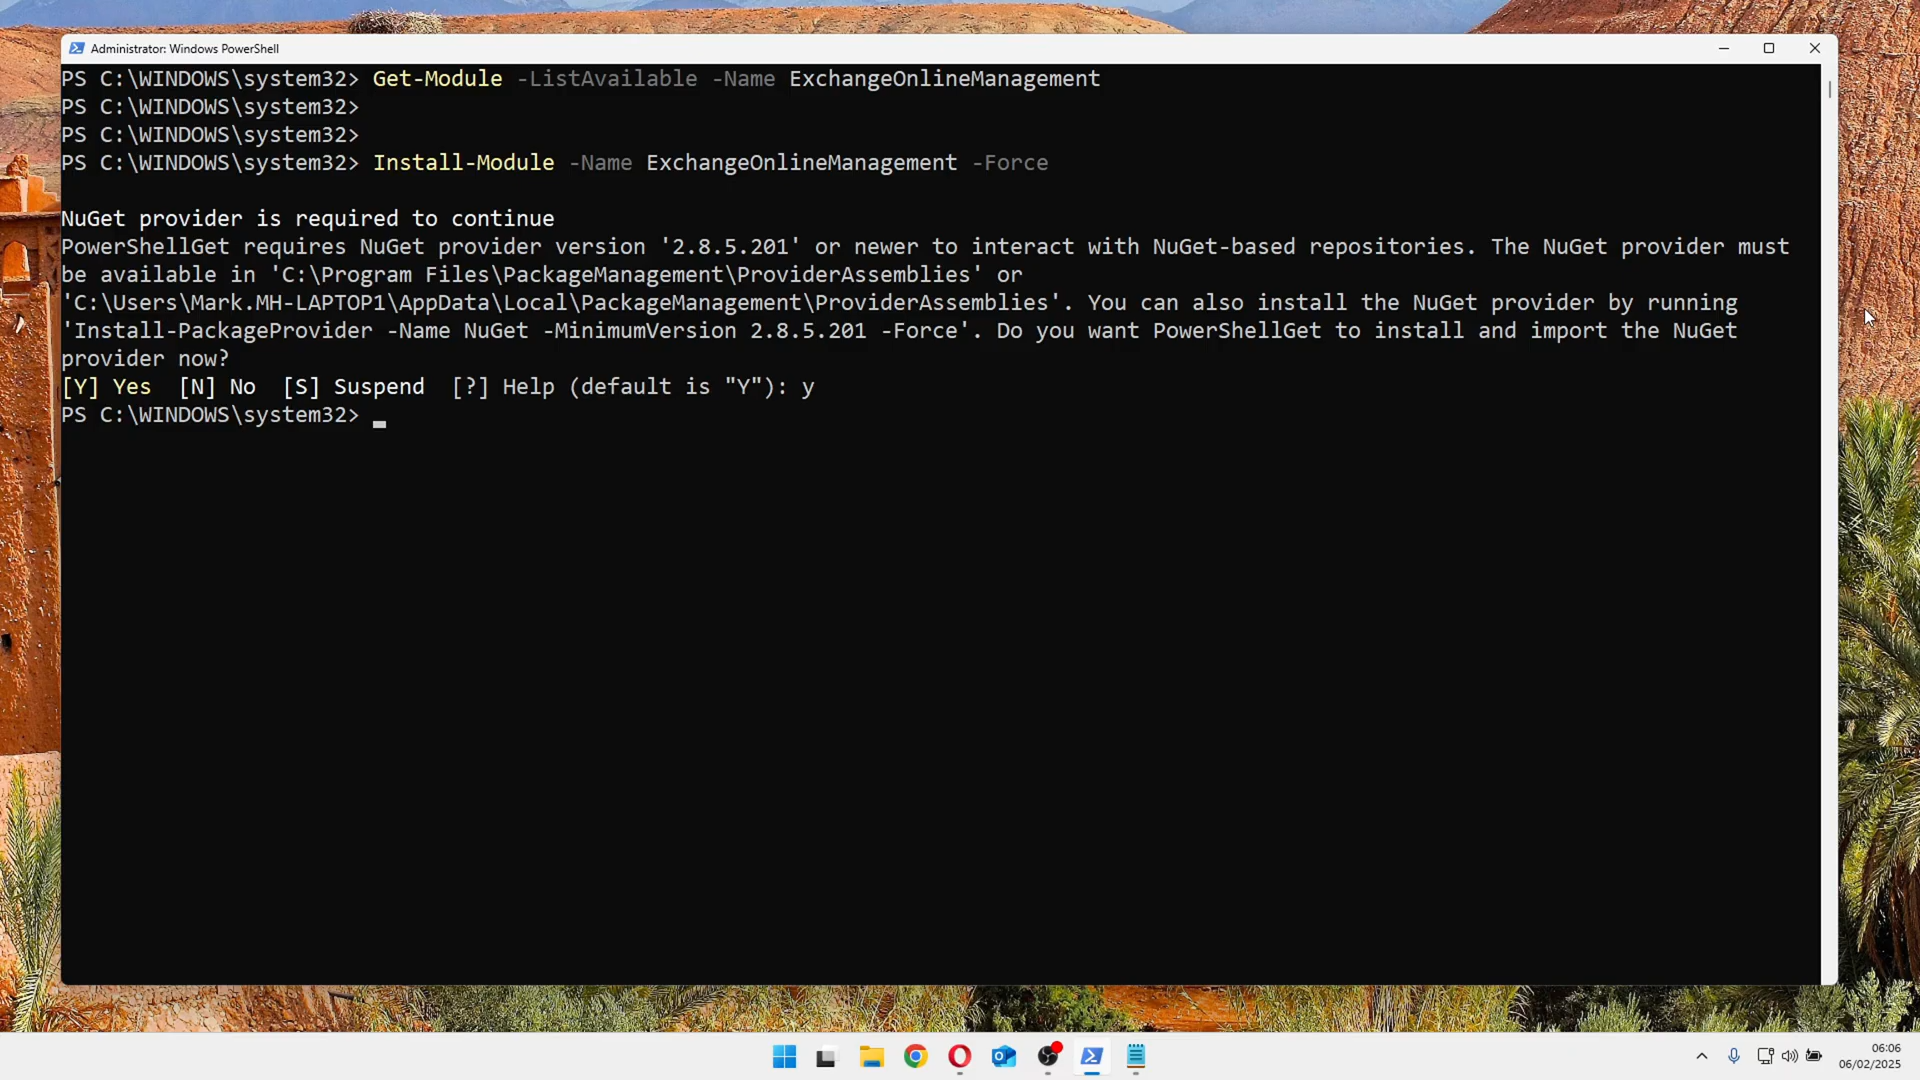 Administrator: Windows PowerShell
PS C:\WINDOWS\system32> Get-Module -ListAvailable -Name ExchangeOnlineManagement
PS C:\WINDOWS\system32>
PS C:\WINDOWS\system32>
PS C:\WINDOWS\system32> Install-Module -Name ExchangeOnlineManagement -Force
NuGet provider is required to continue
PowerShellGet requires NuGet provider version '2.8.5.201' or newer to interact with NuGet-based repositories. The NuGet provider must
be available in 'C:\Program Files\PackageManagement\ProviderAssemblies' or
'C:\Users\Mark.MH-LAPTOP1\AppData\Local\PackageManagement\ProviderAssemblies'. You can also install the NuGet provider by running
'Install-PackageProvider -Name NuGet -MinimumVersion 2.8.5.201 -Force'. Do you want PowerShellGet to install and import the NuGet
provider now?
[Y] Yes  [N] No  [S] Suspend  [?] Help (default is "Y"): y
PS C:\WINDOWS\system32>
06:06
06/02/2025